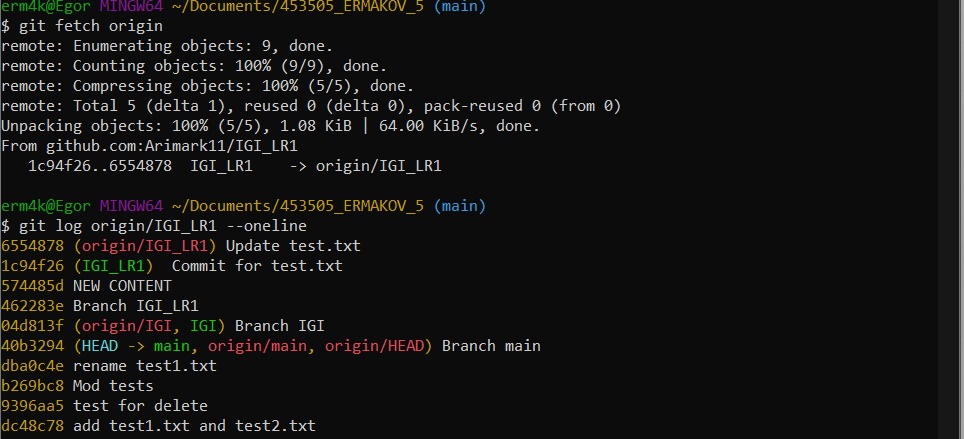 erm4k@Egor MINGW64 ~/Documents/453505_ERMAKOV_5 (main)
$ git fetch origin
remote: Enumerating objects: 9, done.
remote: Counting objects: 100% (9/9), done.
remote: Compressing objects: 100% (5/5), done.
remote: Total 5 (delta 1), reused 0 (delta 0), pack-reused 0 (from 0)
Unpacking objects: 100% (5/5), 1.08 KiB | 64.00 KiB/s, done.
From github.com:Arimark11/IGI_LR1
   1c94f26..6554878  IGI_LR1    -> origin/IGI_LR1
erm4k@Egor MINGW64 ~/Documents/453505_ERMAKOV_5 (main)
$ git log origin/IGI_LR1 --oneline
6554878 (origin/IGI_LR1) Update test.txt
1c94f26 (IGI_LR1)  Commit for test.txt
574485d NEW CONTENT
462283e Branch IGI_LR1
04d813f (origin/IGI, IGI) Branch IGI
40b3294 (HEAD -> main, origin/main, origin/HEAD) Branch main
dba0c4e rename test1.txt
b269bc8 Mod tests
9396aa5 test for delete
dc48c78 add test1.txt and test2.txt